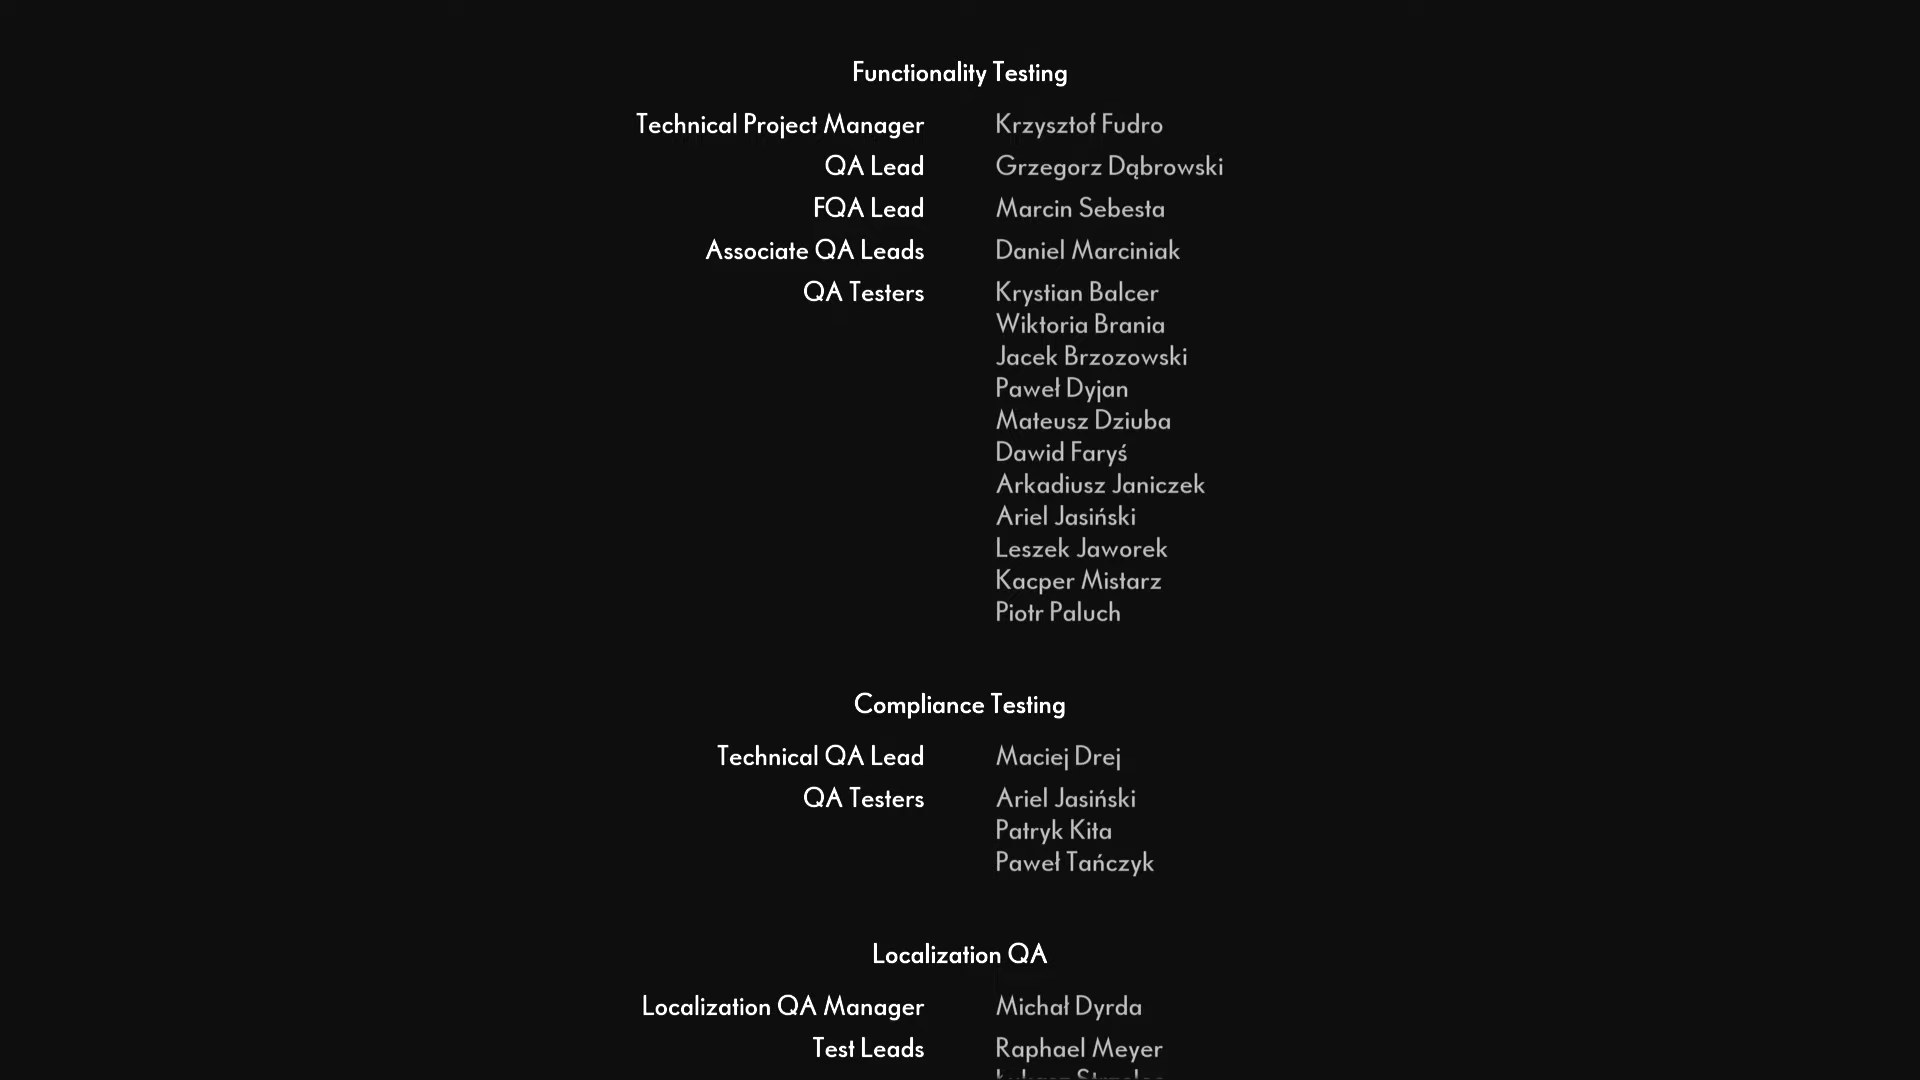 Functionality Testing
Technical Project Manager Krzysztof Fudro
QA Lead Grzegorz Dąbrowski
FQA Lead Marcin Sebesta
Associate QA Leads Daniel Marciniak
QA Testers Krystian Balcer
Wiktoria Brania
Jacek Brzozowski
Paweł Dyjan
Mateusz Dziuba
Dawid Faryś
Arkadiusz Janiczek
Ariel Jasiński
Leszek Jaworek
Kacper Mistarz
Piotr Paluch
Compliance Testing
Technical QA Lead Maciej Drej
QA Testers Ariel Jasiński
Patryk Kita
Paweł Tańczyk
Localization QA
Localization QA Manager Michał Dyrda
Test Leads Raphael Meyer